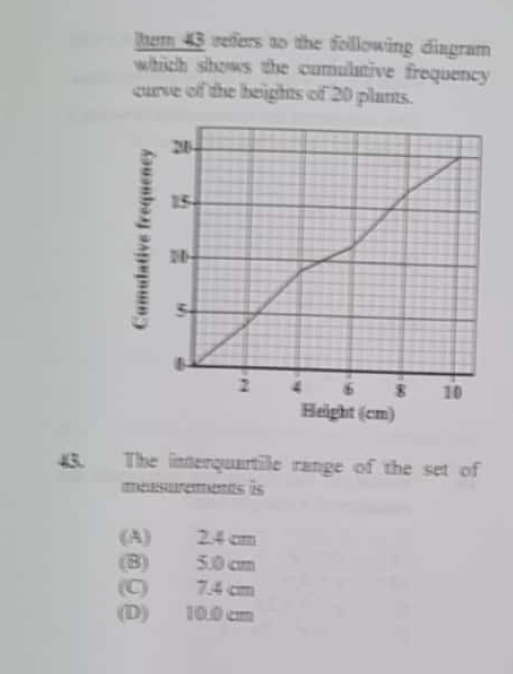 Item 43 refers to the following diagram
which shows the cumulative frequency
curve of the heights of 20 plants.
Cumulative frequency
20
15
10
5
0
2 4 6 8 10
Height (cm)
43. The interquartile range of the set of
measurements is
(A) 2.4 cm
(B) 5.0 cm
(C) 7.4 cm
(D) 10.0 cm